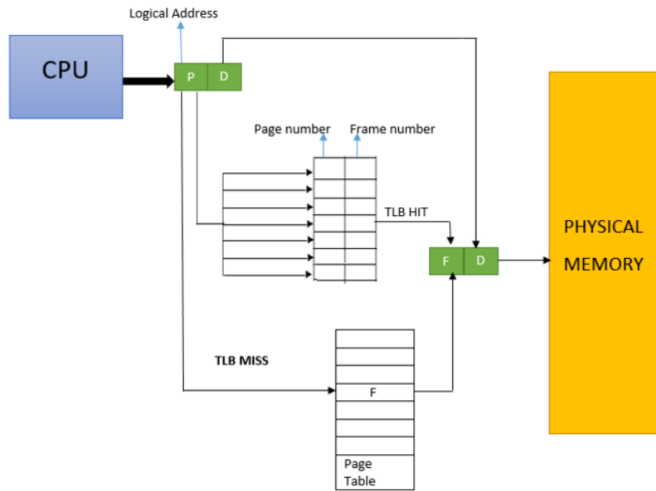 Logical Address
CPU
P D
Page number Frame number
TLB HIT
PHYSICAL
MEMORY
F D
TLB MISS
F
Page
Table